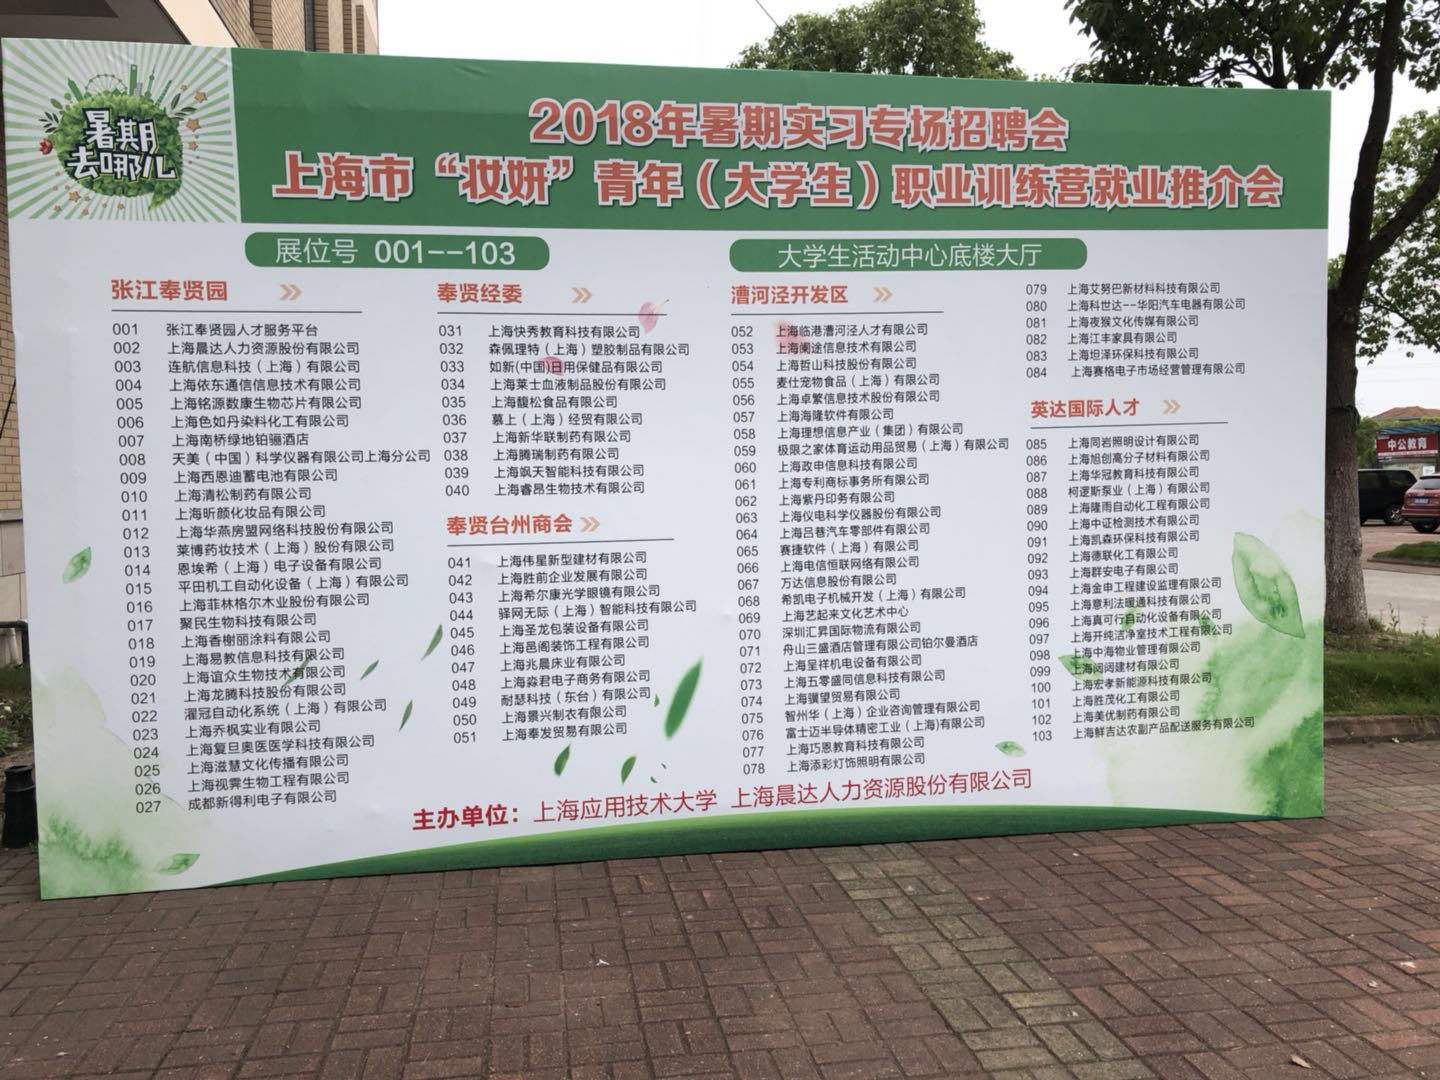 暑期
去哪儿
2018年暑期实习专场招聘会
上海市“妆妍”青年（大学生）职业训练营就业推介会
展位号 001--103
大学生活动中心底楼大厅
张江奉贤园
001 张江奉贤园人才服务平台
002 上海晨达人力资源股份有限公司
003 连航信息科技（上海）有限公司
004 上海依东通信信息技术有限公司
005 上海铭源数康生物芯片有限公司
006 上海色如丹染料化工有限公司
007 上海南桥绿地铂骊酒店
008 天美（中国）科学仪器有限公司上海分公司
009 上海西恩迪蓄电池有限公司
010 上海清松制药有限公司
011 上海昕颜化妆品有限公司
012 上海华燕房盟网络科技股份有限公司
013 莱博药妆技术（上海）股份有限公司
014 恩埃希（上海）电子设备有限公司
015 平田机工自动化设备（上海）有限公司
016 上海菲林格尔木业股份有限公司
017 聚民生物科技有限公司
018 上海香榭丽涂料有限公司
019 上海易教信息科技有限公司
020 上海谊众生物技术有限公司
021 上海龙腾科技股份有限公司
022 濯冠自动化系统（上海）有限公司
023 上海乔枫实业有限公司
024 上海复旦奥医医学科技有限公司
025 上海滋慧文化传播有限公司
026 上海视霁生物工程有限公司
027 成都新得利电子有限公司
奉贤经委
031 上海快秀教育科技有限公司
032 森佩理特（上海）塑胶制品有限公司
033 如新(中国)日用保健品有限公司
034 上海莱士血液制品股份有限公司
035 上海馥松食品有限公司
036 慕上（上海）经贸有限公司
037 上海新华联制药有限公司
038 上海腾瑞制药有限公司
039 上海飒天智能科技有限公司
040 上海睿昂生物技术有限公司
奉贤台州商会
041 上海伟星新型建材有限公司
042 上海胜前企业发展有限公司
043 上海希尔康光学眼镜有限公司
044 驿网无际（上海）智能科技有限公司
045 上海圣龙包装设备有限公司
046 上海邑阁装饰工程有限公司
047 上海兆晨床业有限公司
048 上海淼君电子商务有限公司
049 耐瑟科技（东台）有限公司
050 上海景兴制衣有限公司
051 上海奉发贸易有限公司
漕河泾开发区
052 上海临港漕河泾人才有限公司
053 上海阑途信息技术有限公司
054 上海哲山科技股份有限公司
055 麦仕宠物食品（上海）有限公司
056 上海卓繁信息技术股份有限公司
057 上海海隆软件有限公司
058 上海理想信息产业（集团）有限公司
059 极限之家体育运动用品贸易（上海）有限公司
060 上海政申信息科技有限公司
061 上海专利商标事务所有限公司
062 上海紫丹印务有限公司
063 上海仪电科学仪器股份有限公司
064 上海吕巷汽车零部件有限公司
065 赛捷软件（上海）有限公司
066 上海电信恒联网络有限公司
067 万达信息股份有限公司
068 希凯电子机械开发（上海）有限公司
069 上海艺起来文化艺术中心
070 深圳汇昇国际物流有限公司
071 舟山三盛酒店管理有限公司铂尔曼酒店
072 上海呈祥机电设备有限公司
073 上海五零盛同信息科技有限公司
074 上海骥望贸易有限公司
075 智州华（上海）企业咨询管理有限公司
076 富士迈半导体精密工业（上海)有限公司
077 上海巧恩教育科技有限公司
078 上海添彩灯饰照明有限公司
079 上海艾努巴新材料科技有限公司
080 上海科世达--华阳汽车电器有限公司
081 上海夜猴文化传媒有限公司
082 上海江丰家具有限公司
083 上海坦泽环保科技有限公司
084 上海赛格电子市场经营管理有限公司
英达国际人才
085 上海同岩照明设计有限公司
086 上海旭创高分子材料有限公司
087 上海华冠教育科技有限公司
088 柯逻斯泵业（上海）有限公司
089 上海隆雨自动化工程有限公司
090 上海中证检测技术有限公司
091 上海凯森环保科技有限公司
092 上海德联化工有限公司
093 上海群安电子有限公司
094 上海金申工程建设监理有限公司
095 上海意利法暖通科技有限公司
096 上海真可行自动化设备有限公司
097 上海开纯洁净室技术工程有限公司
098 上海中海物业管理有限公司
099 上海闼闼建材有限公司
100 上海宏孝新能源科技有限公司
101 上海胜茂化工有限公司
102 上海美优制药有限公司
103 上海鲜吉达农副产品配送服务有限公司
主办单位：上海应用技术大学 上海晨达人力资源股份有限公司
中公教育